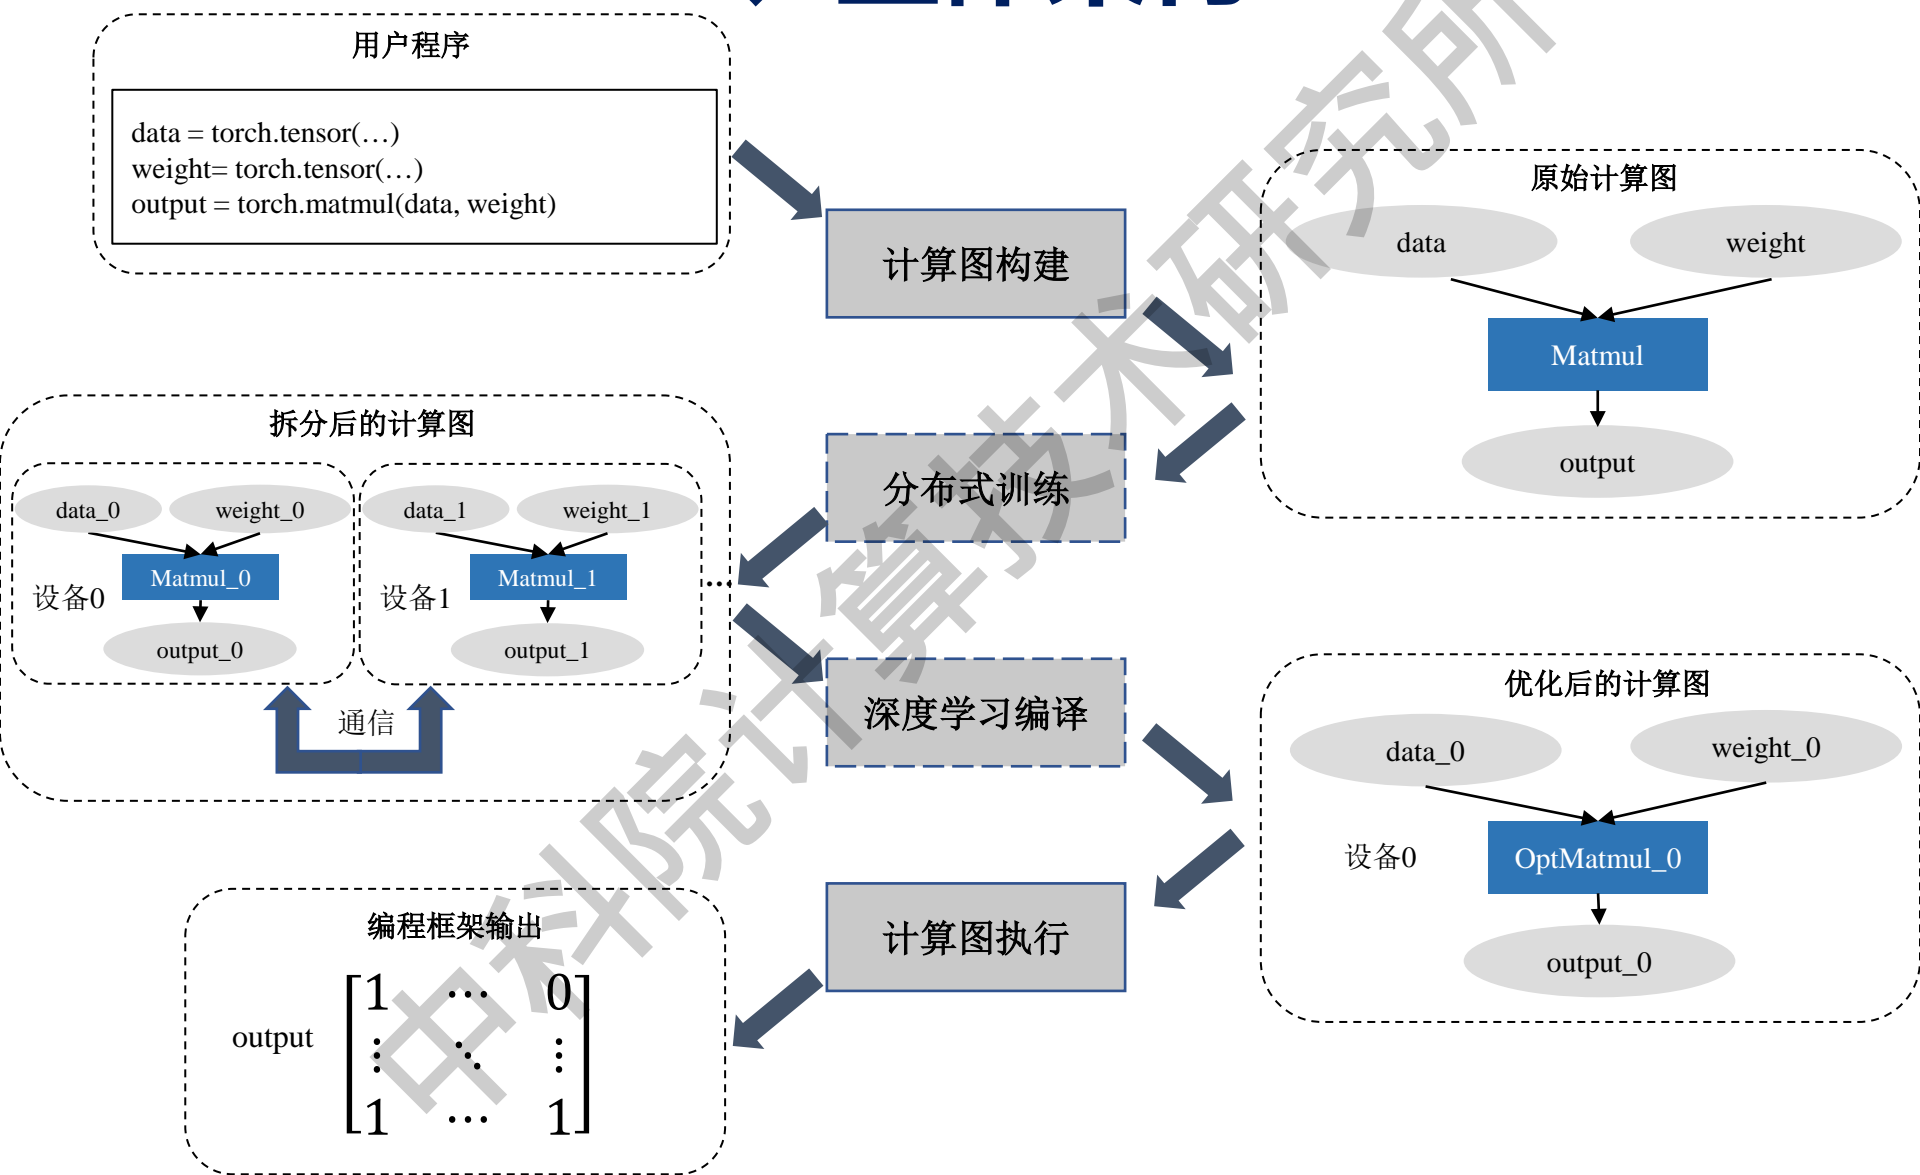 用户程序
data = torch.tensor(…)
weight= torch.tensor(…)
output = torch.matmul(data, weight)
计算图构建
原始计算图
data
weight
Matmul
output
分布式训练
拆分后的计算图
data_0
weight_0
Matmul_0
设备0
output_0
data_1
weight_1
Matmul_1
设备1
output_1
…
通信
深度学习编译
优化后的计算图
data_0
weight_0
设备0
OptMatmul_0
output_0
计算图执行
编程框架输出
output
1 ⋯ 0
⋮ ⋱ ⋮
1 ⋯ 1
中科院计算技术研究所